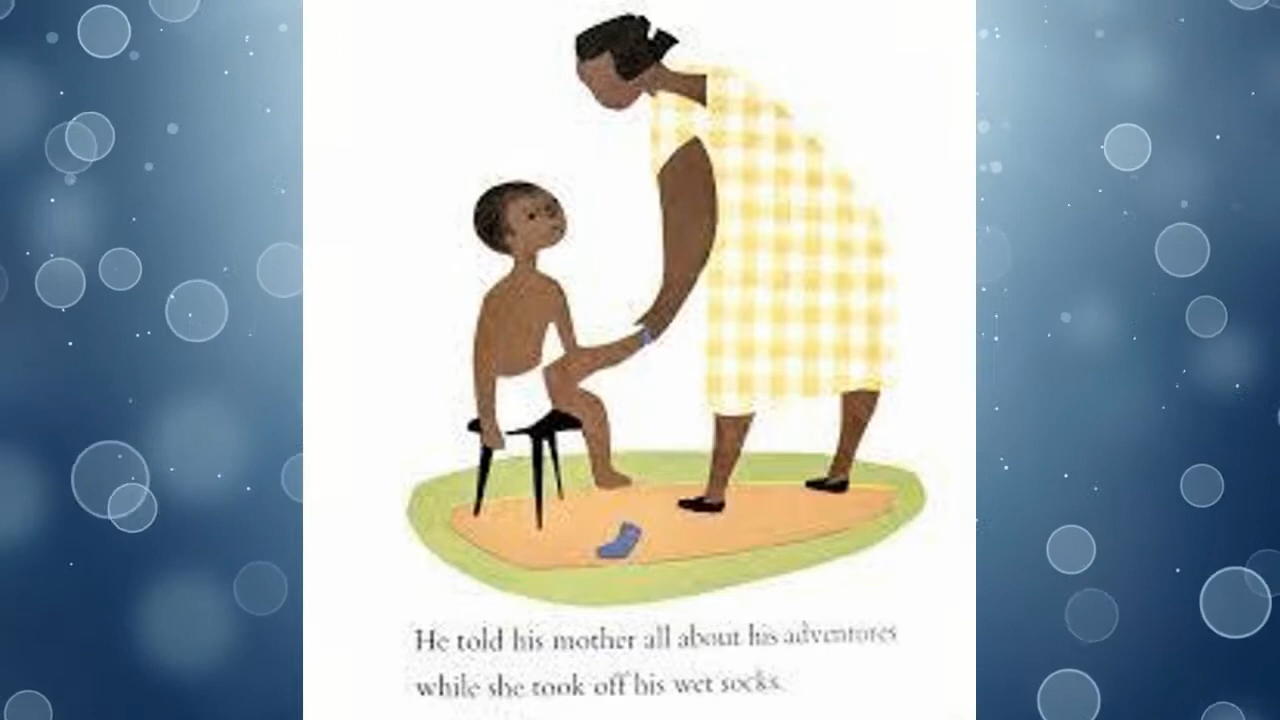 He told his mother all about his adventures
while she took off his wet socks.